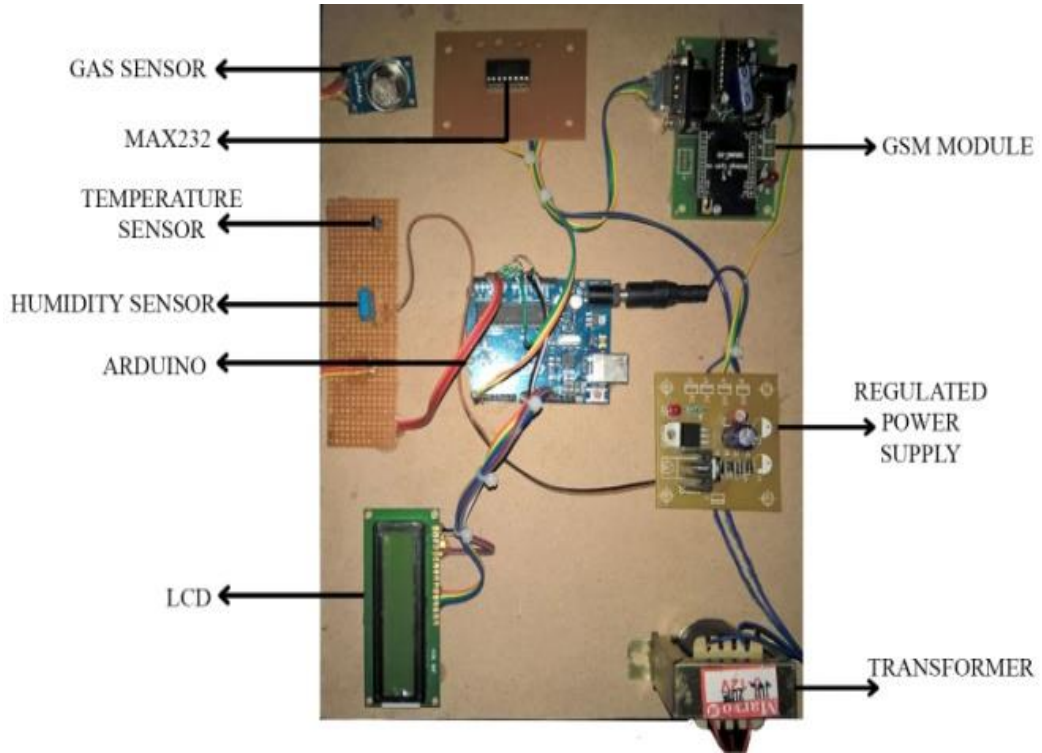 GAS SENSOR
MAX232
GSM MODULE
TEMPERATURE
SENSOR
HUMIDITY SENSOR
ARDUINO
REGULATED
POWER
SUPPLY
LCD
TRANSFORMER